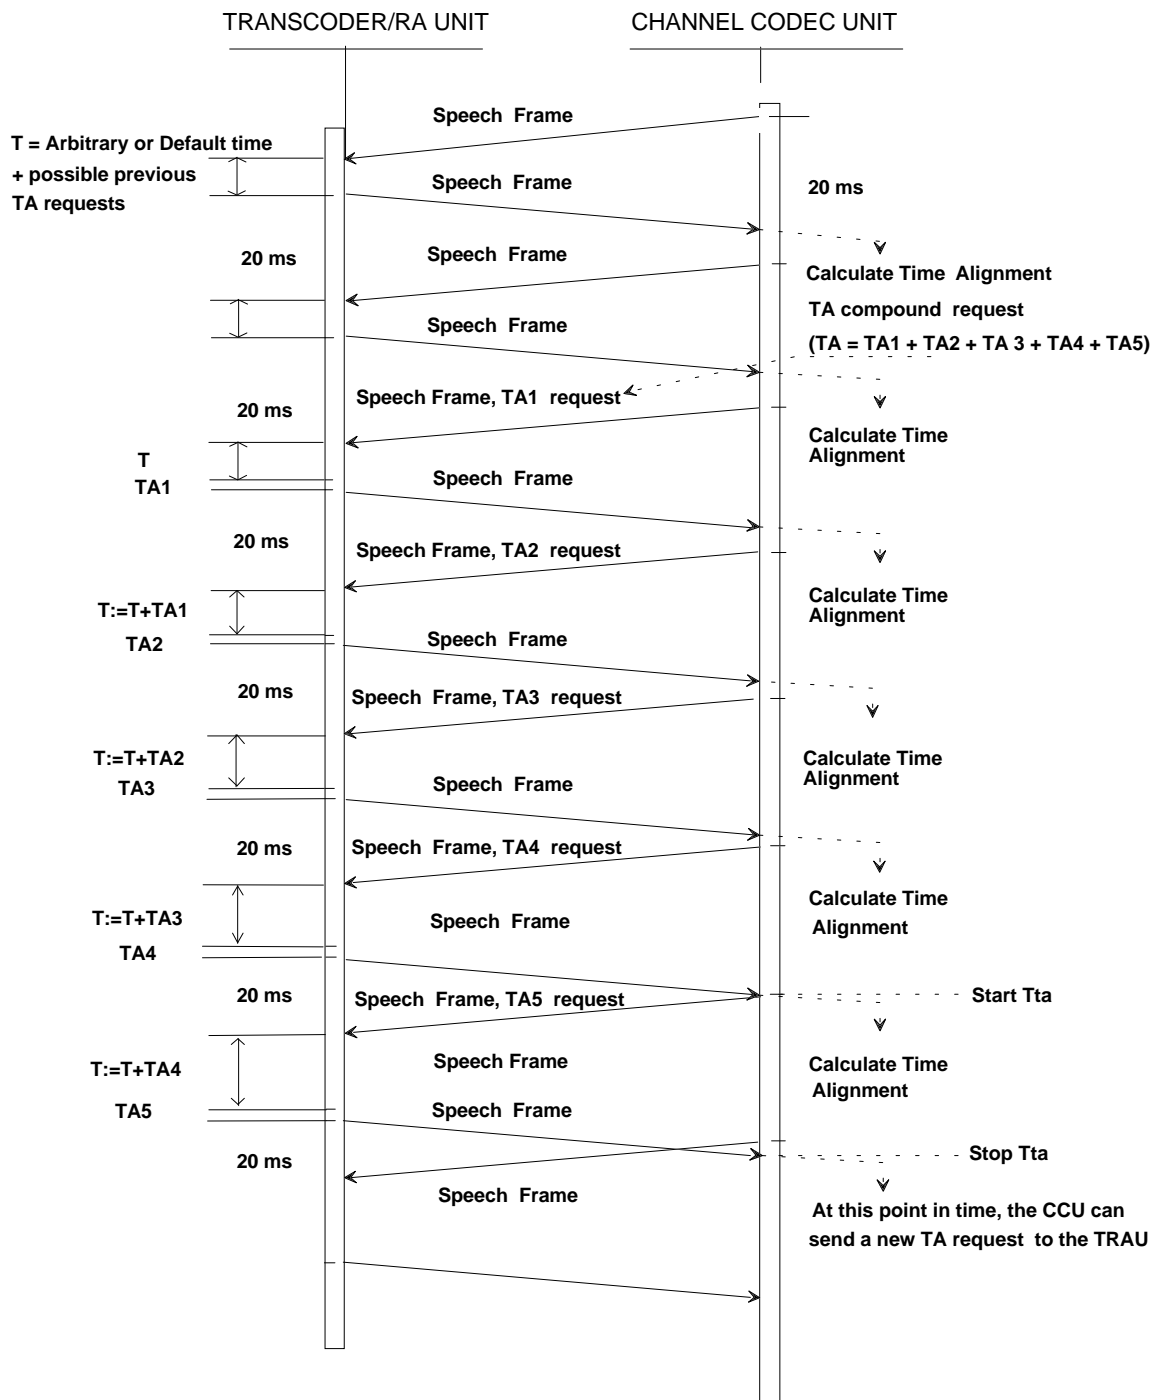 TRANSCODER/RA UNIT
CHANNEL CODEC UNIT
Speech Frame
T = Arbitrary or Default time
+ possible previous
TA requests
Speech Frame
20 ms
20 ms
Speech Frame
Calculate Time Alignment
TA compound request
(TA = TA1 + TA2 + TA 3 + TA4 + TA5)
Speech Frame
Speech Frame, TA1 request
20 ms
Calculate Time
Alignment
T
TA1
Speech Frame
20 ms
Speech Frame, TA2 request
Calculate Time
Alignment
T:=T+TA1
TA2
Speech Frame
20 ms
Speech Frame, TA3 request
T:=T+TA2
TA3
Speech Frame
Calculate Time
Alignment
20 ms
Speech Frame, TA4 request
T:=T+TA3
TA4
Speech Frame
Calculate Time
Alignment
20 ms
Speech Frame, TA5 request
Start Tta
T:=T+TA4
TA5
Speech Frame
Calculate Time
Alignment
Speech Frame
20 ms
Stop Tta
Speech Frame
At this point in time, the CCU can
send a new TA request to the TRAU